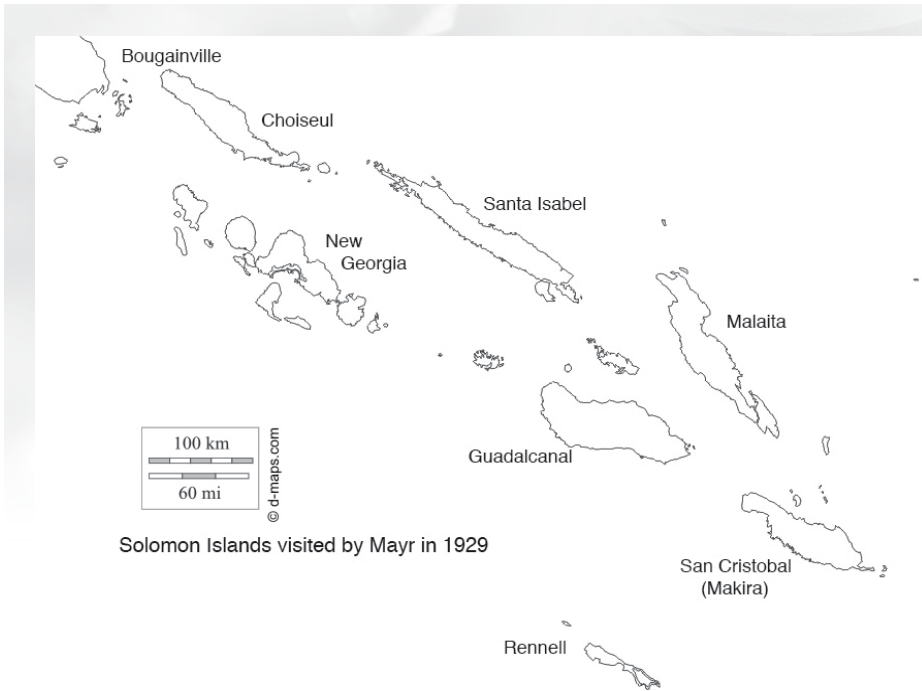 Bougainville
Choiseul
Santa Isabel
New
Georgia
Malaita
Guadalcanal
100 km
60 mi
© d-maps.com
Solomon Islands visited by Mayr in 1929
San Cristobal
(Makira)
Rennell